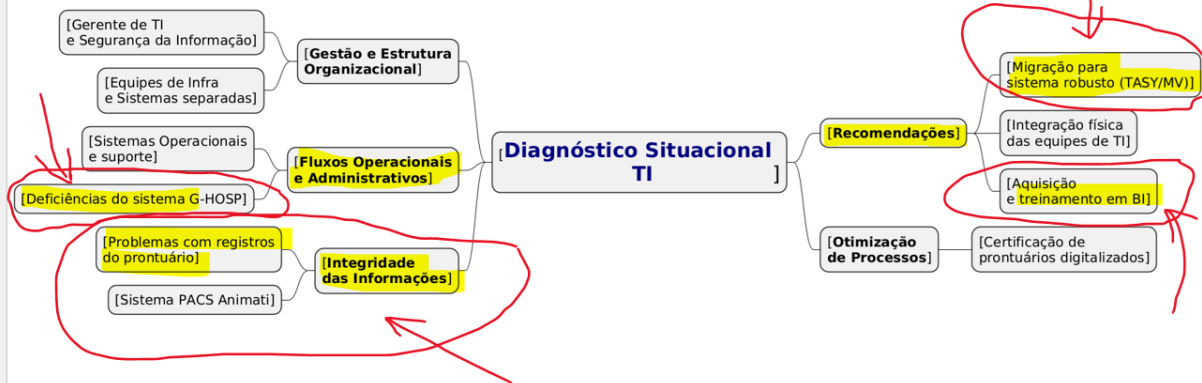 [Gerente de TI
e Segurança da Informação]
[Equipes de Infra
e Sistemas separadas]
[Gestão e Estrutura
Organizacional]
[Sistemas Operacionais
e suporte]
[Deficiências do sistema G-HOSP]
[Fluxos Operacionais
e Administrativos]
[Problemas com registros
do prontuário]
[Sistema PACS Animati]
[Integridade
das Informações]
[Diagnóstico Situacional
TI ]
[Recomendações]
[Migração para
sistema robusto (TASY/MV)]
[Integração física
das equipes de TI]
[Aquisição
e treinamento em BI]
[Otimização
de Processos]
[Certificação de
prontuários digitalizados]